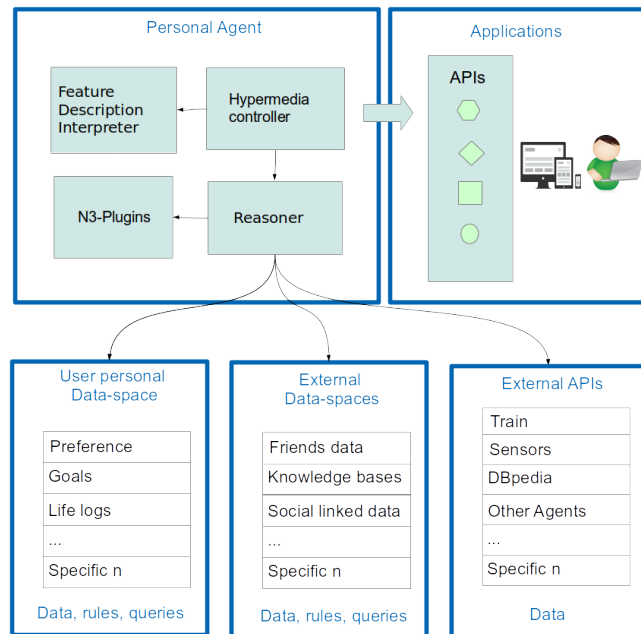 Personal Agent
Feature
Description
Interpreter
Hypermedia
controller
N3-Plugins
Reasoner
Applications
APIs
User personal
Data-space
Preference
Goals
Life logs
...
Specific n
Data, rules, queries
External
Data-spaces
Friends data
Knowledge bases
Social linked data
...
Specific n
Data, rules, queries
External APIs
Train
Sensors
DBpedia
Other Agents
...
Specific n
Data